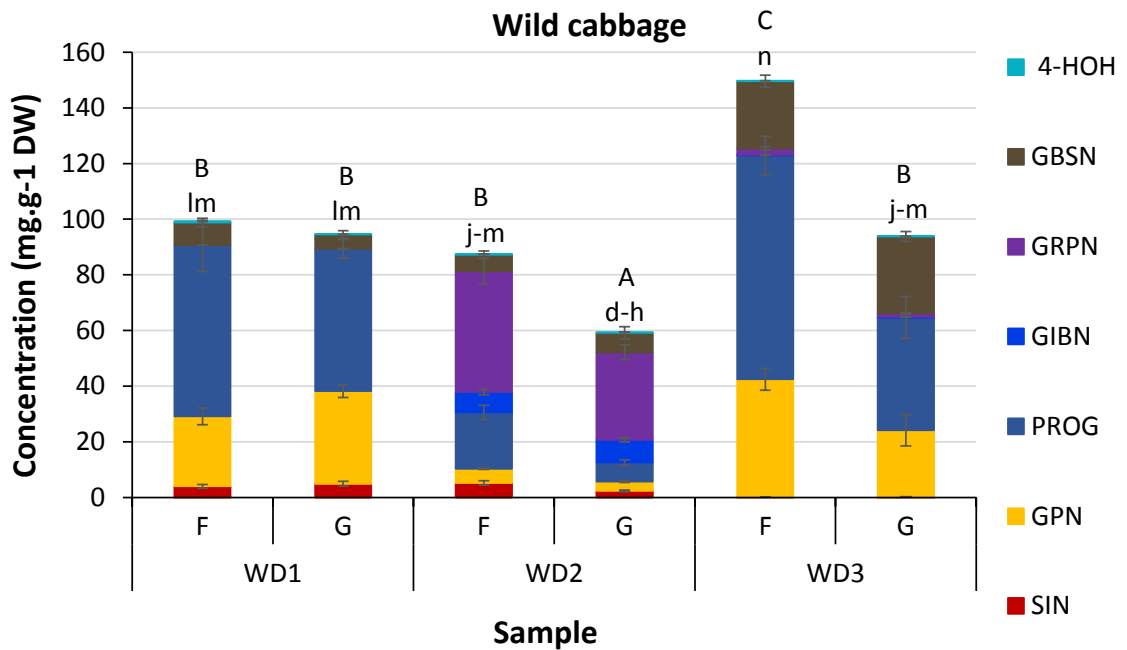 Wild cabbage
Concentration (mg.g-1 DW)
160
140
120
100
80
60
40
20
0
B
lm
B
lm
B
j-m
A
d-h
C
n
B
j-m
F
G
F
G
F
G
WD1
WD2
WD3
Sample
4-HOH
GBSN
GRPN
GIBN
PROG
GPN
SIN